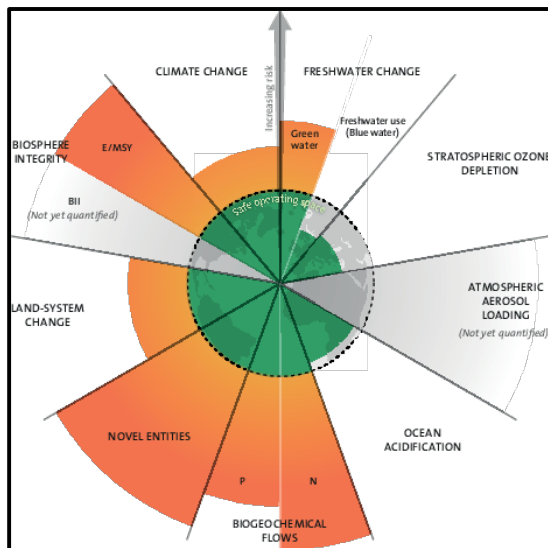 CLIMATE CHANGE
FRESHWATER CHANGE
Increasing risk
Green
water
Freshwater use
(Blue water)
STRATOSPHERIC OZONE
DEPLETION
BIOSPHERE
INTEGRITY
E/MSY
BII
(Not yet quantified)
Safe operating space
ATMOSPHERIC
AEROSOL
LOADING
(Not yet quantified)
LAND-SYSTEM
CHANGE
NOVEL ENTITIES
OCEAN
ACIDIFICATION
P
N
BIOGEOCHEMICAL
FLOWS